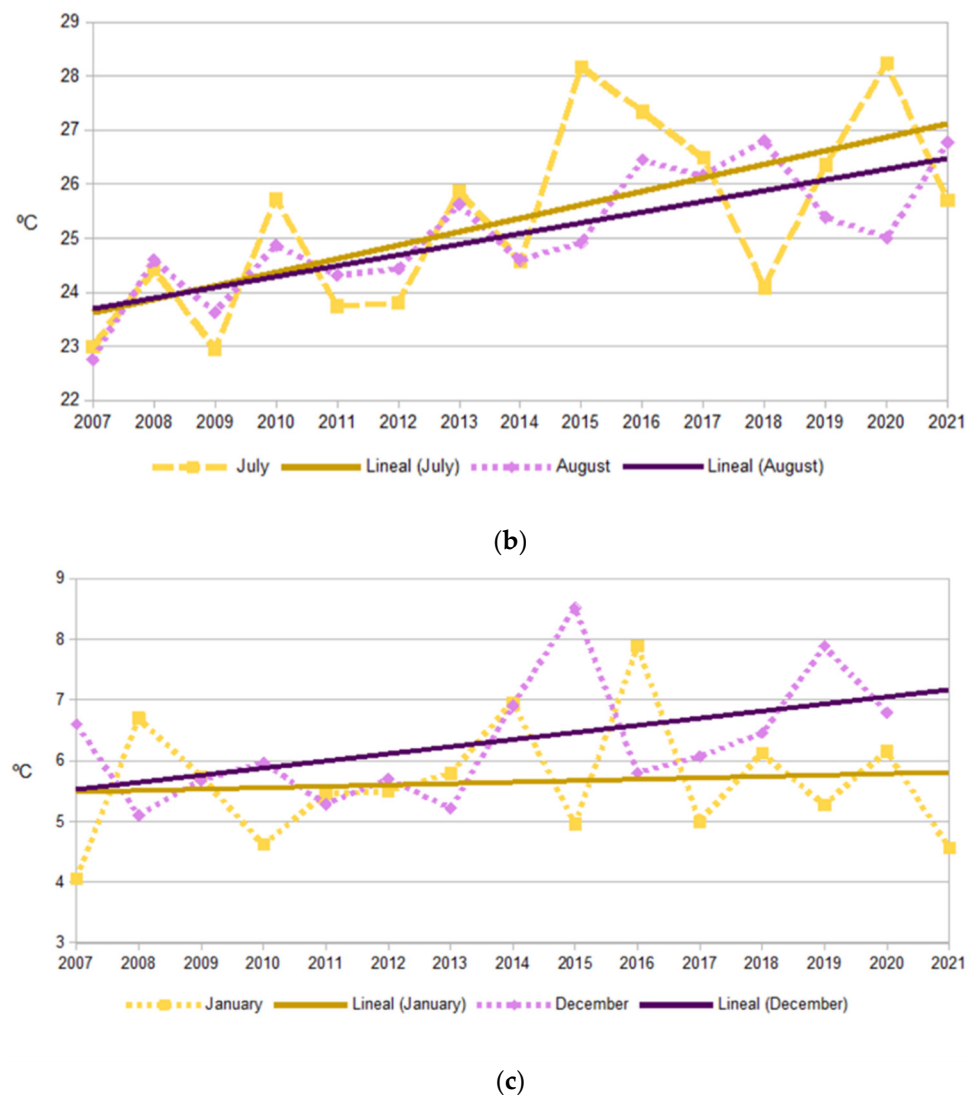 29
28
27
26
25
24
23
22
ºC
2007 2008 2009 2010 2011 2012 2013 2014 2015 2016 2017 2018 2019 2020 2021
July Lineal (July) August Lineal (August)
(b)
9
8
7
6
5
4
3
ºC
2007 2008 2009 2010 2011 2012 2013 2014 2015 2016 2017 2018 2019 2020 2021
January Lineal (January) December Lineal (December)
(c)